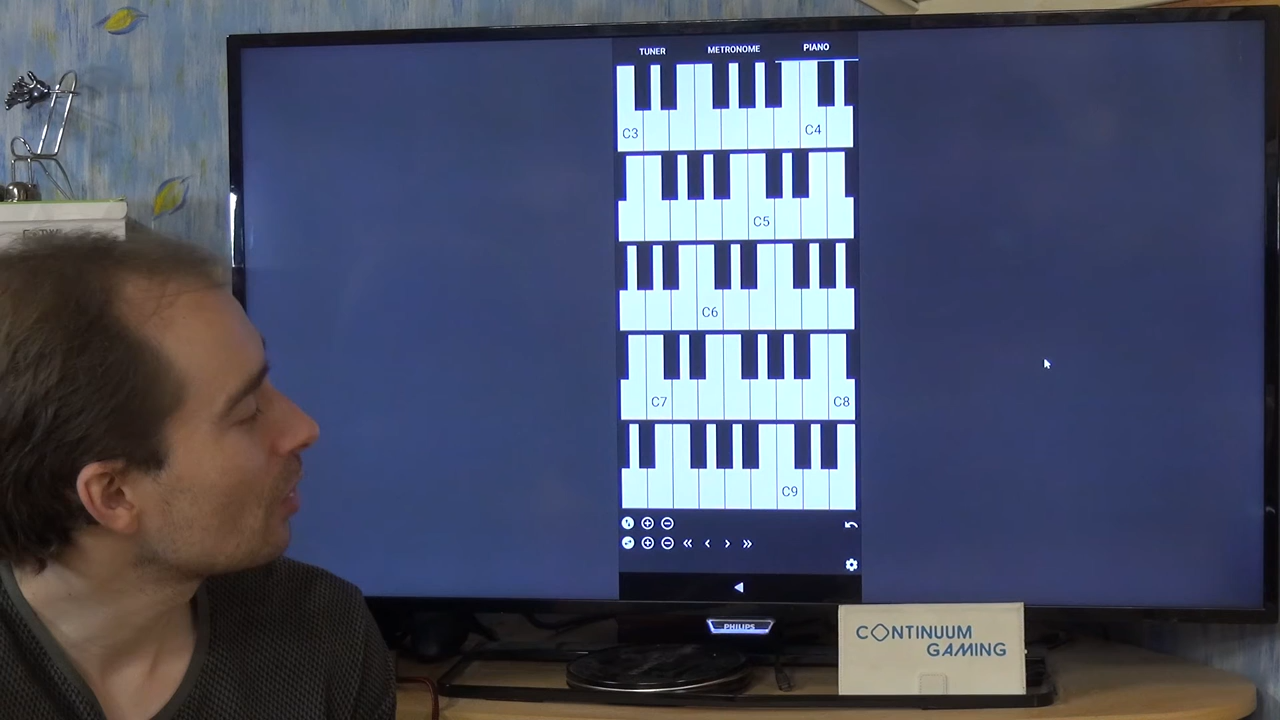 TUNER METRONOME PIANO
C3 C4
C5
C6
C7 C8
C9
PHILIPS
CONTINUUM
GAMING